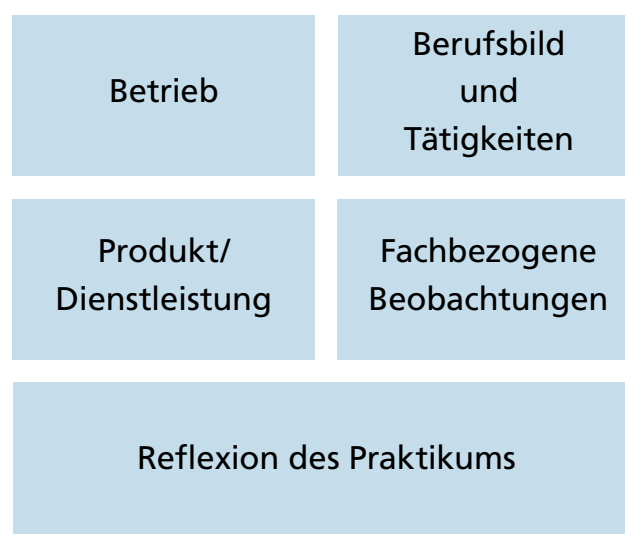 Betrieb
Berufsbild
und
Tätigkeiten
Produkt/
Dienstleistung
Fachbezogene
Beobachtungen
Reflexion des Praktikums